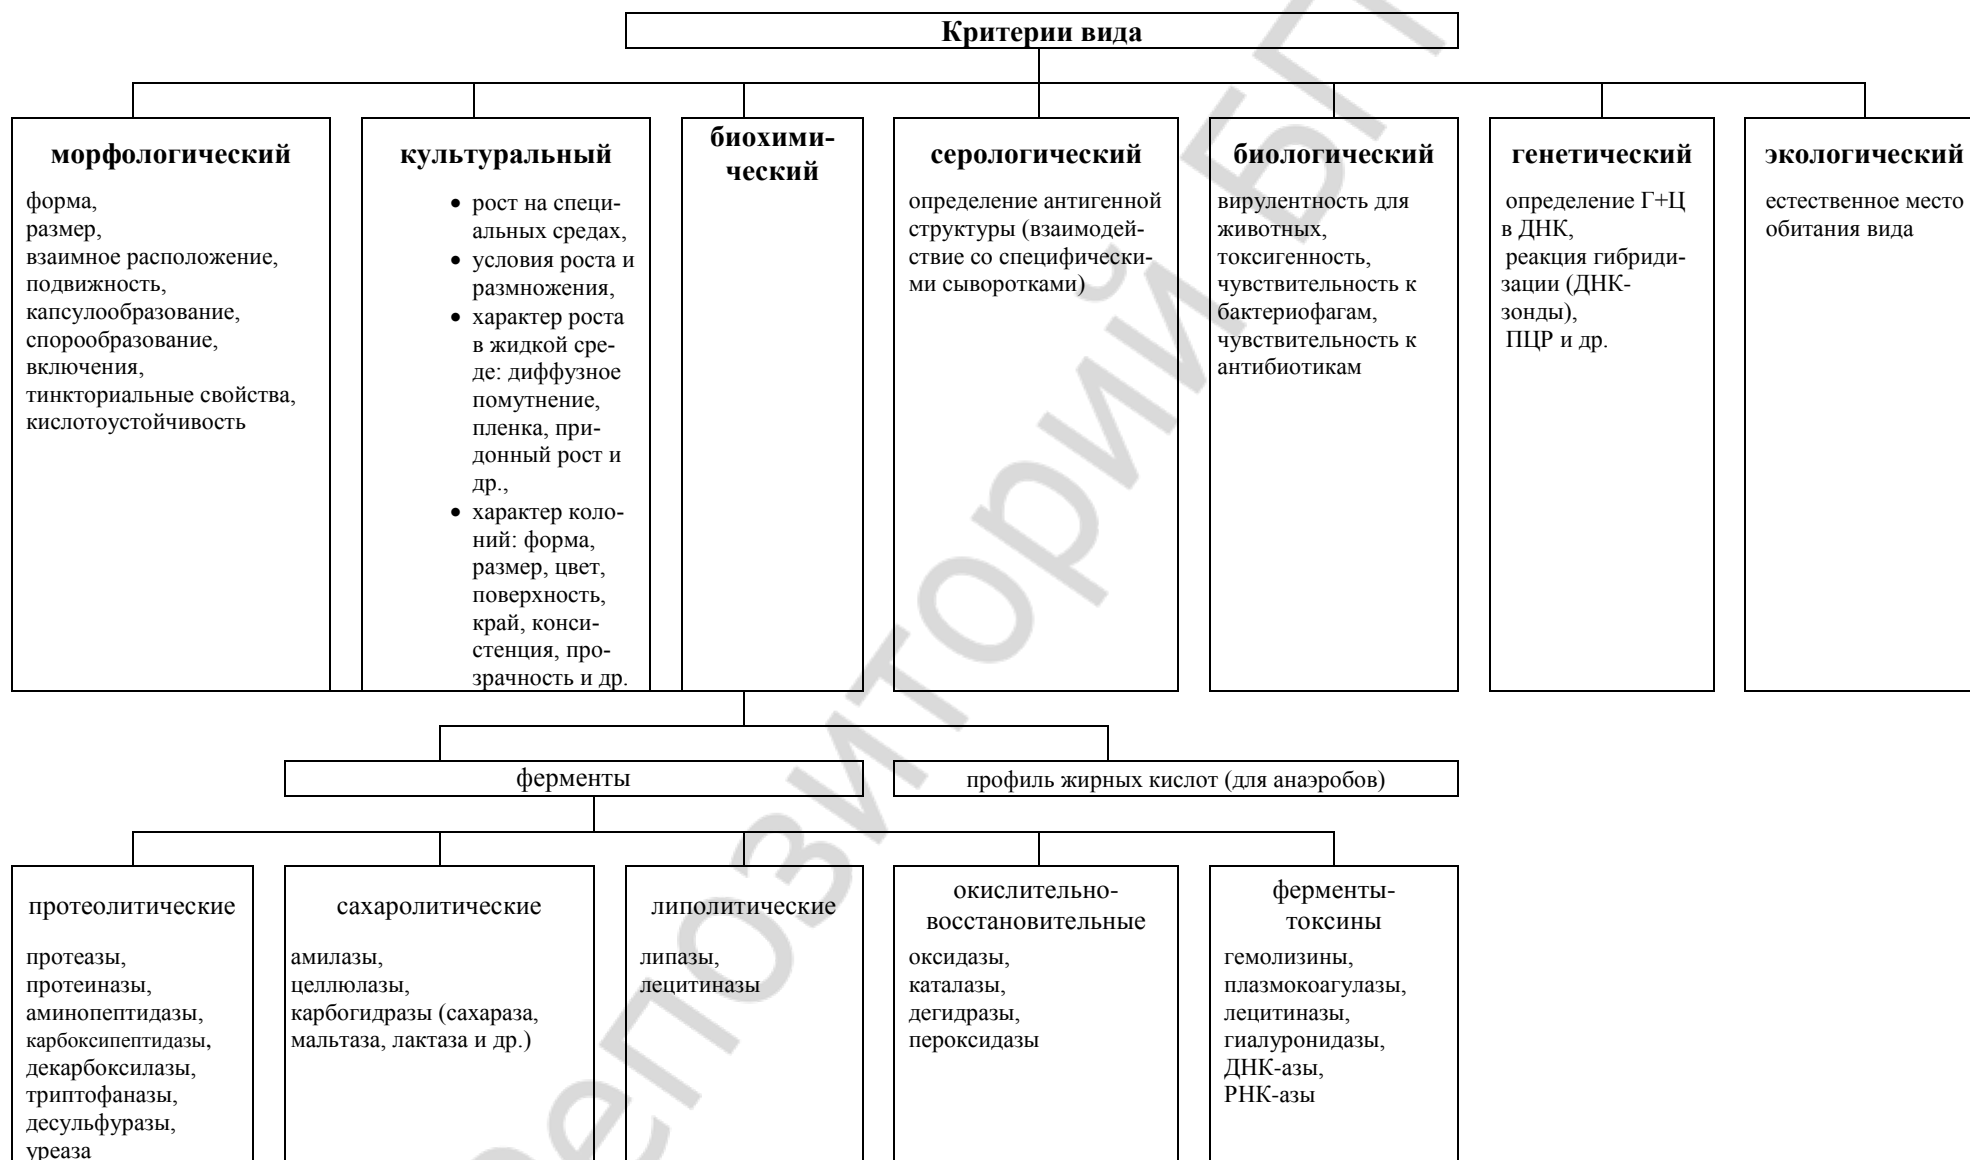 Критерии вида
морфологический
форма,
размер,
взаимное расположение,
подвижность,
капсулообразование,
спорообразование,
включения,
тинкториальные свойства,
кислотоустойчивость
культуральный
• рост на специ-
альных средах,
• условия роста и
размножения,
• характер роста
в жидкой сре-
де: диффузное
помутнение,
пленка, при-
донный рост и
др.,
• характер коло-
ний: форма,
размер, цвет,
поверхность,
край, конси-
стенция, про-
зрачность и др.
биохими-
ческий
серологический
определение антигенной
структуры (взаимодей-
ствие со специфически-
ми сыворотками)
биологический
вирулентность для
животных,
токсигенность,
чувствительность к
бактериофагам,
чувствительность к
антибиотикам
генетический
определение Г+Ц
в ДНК,
реакция гибриди-
зации (ДНК-
зонды),
ПЦР и др.
экологический
естественное место
обитания вида
ферменты
профиль жирных кислот (для анаэробов)
протеолитические
протеазы,
протеиназы,
аминопептидазы,
карбоксипептидазы,
декарбоксилазы,
триптофаназы,
десульфуразы,
уреаза
сахаролитические
амилазы,
целлюлазы,
карбогидразы (сахараза,
мальтаза, лактаза и др.)
липолитические
липазы,
лецитиназы
окислительно-
восстановительные
оксидазы,
каталазы,
дегидразы,
пероксидазы
ферменты-
токсины
гемолизины,
плазмокоагулазы,
лецитиназы,
гиалуронидазы,
ДНК-азы,
РНК-азы